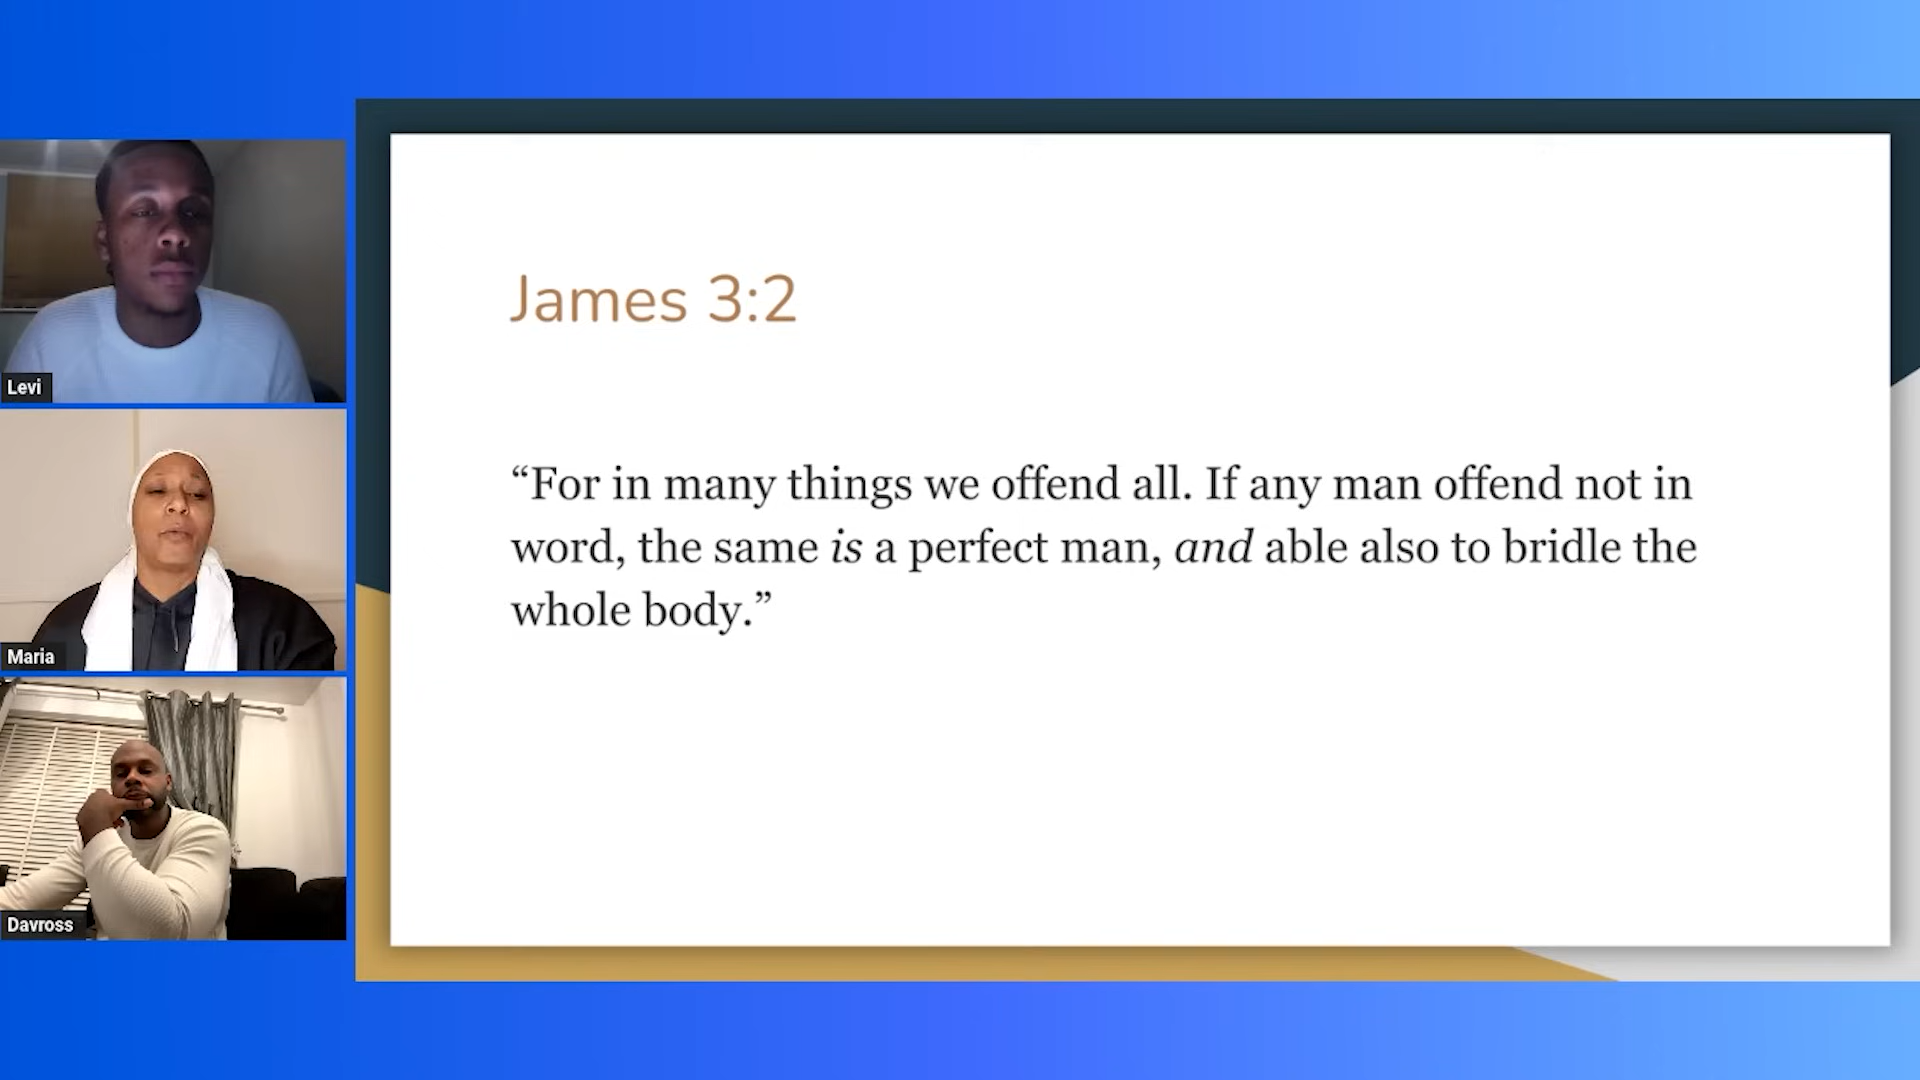 Levi
Maria
Davross
James 3:2
“For in many things we offend all. If any man offend not in
word, the same is a perfect man, and able also to bridle the
whole body.”